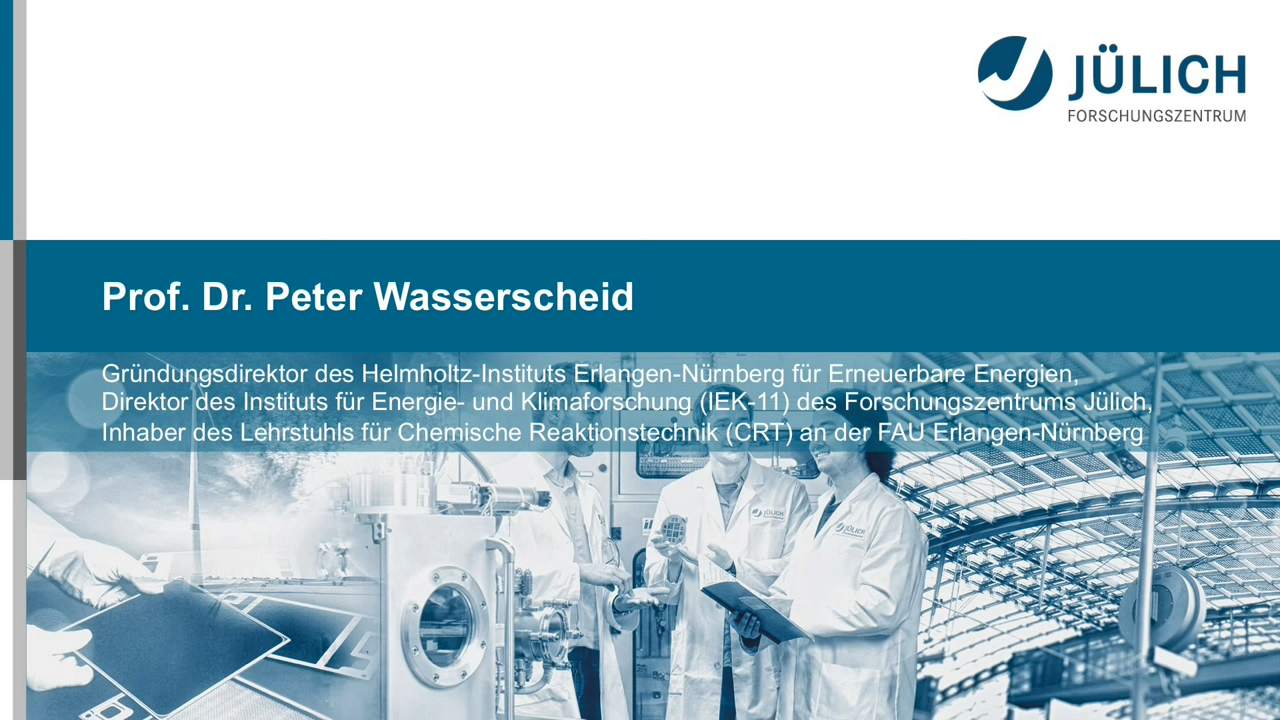 JÜLICH
FORSCHUNGSZENTRUM
Prof. Dr. Peter Wasserscheid
Gründungsdirektor des Helmholtz-Instituts Erlangen-Nürnberg für Erneuerbare Energien,
Direktor des Instituts für Energie- und Klimaforschung (IEK-11) des Forschungszentrums Jülich,
Inhaber des Lehrstuhls für Chemische Reaktionstechnik (CRT) an der FAU Erlangen-Nürnberg
JÜLICH
JÜLICH